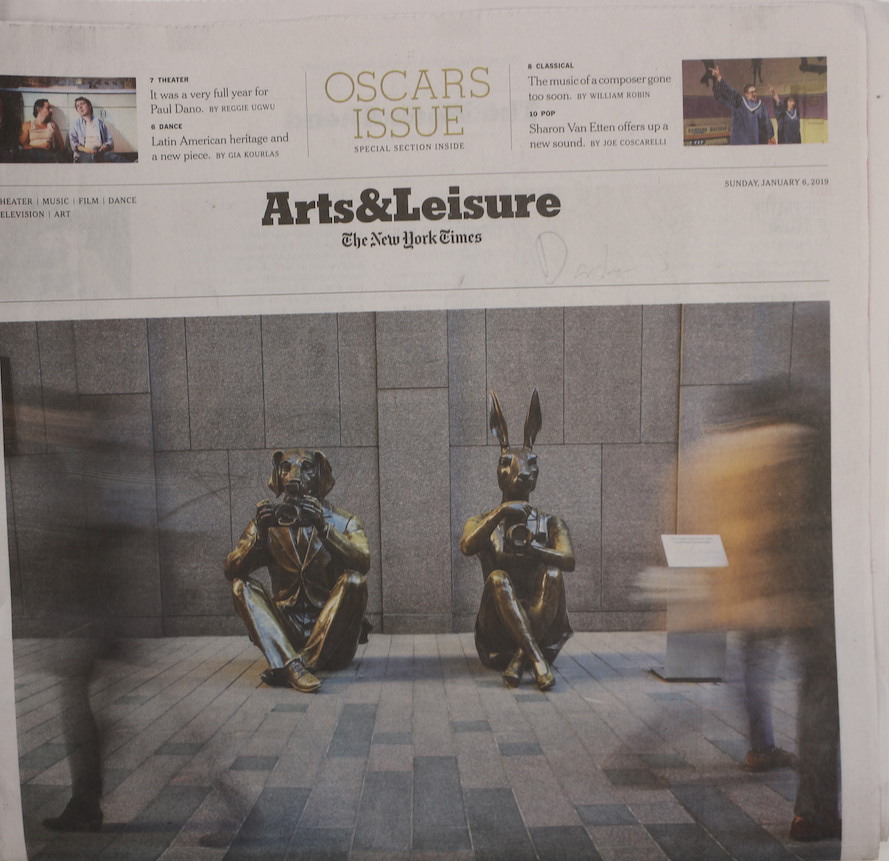 7 THEATER
It was a very full year for
Paul Dano. BY REGGIE UGWU
6 DANCE
Latin American heritage and
a new piece. BY GIA KOURLAS
OSCARS
ISSUE
SPECIAL SECTION INSIDE
8 CLASSICAL
The music of a composer gone
too soon. BY WILLIAM ROBIN
10 POP
Sharon Van Etten offers up a
new sound. BY JOE COSCARELLI
HEATER | MUSIC | FILM | DANCE
ELEVISION | ART
SUNDAY, JANUARY 6, 2019
Arts&Leisure
The New York Times